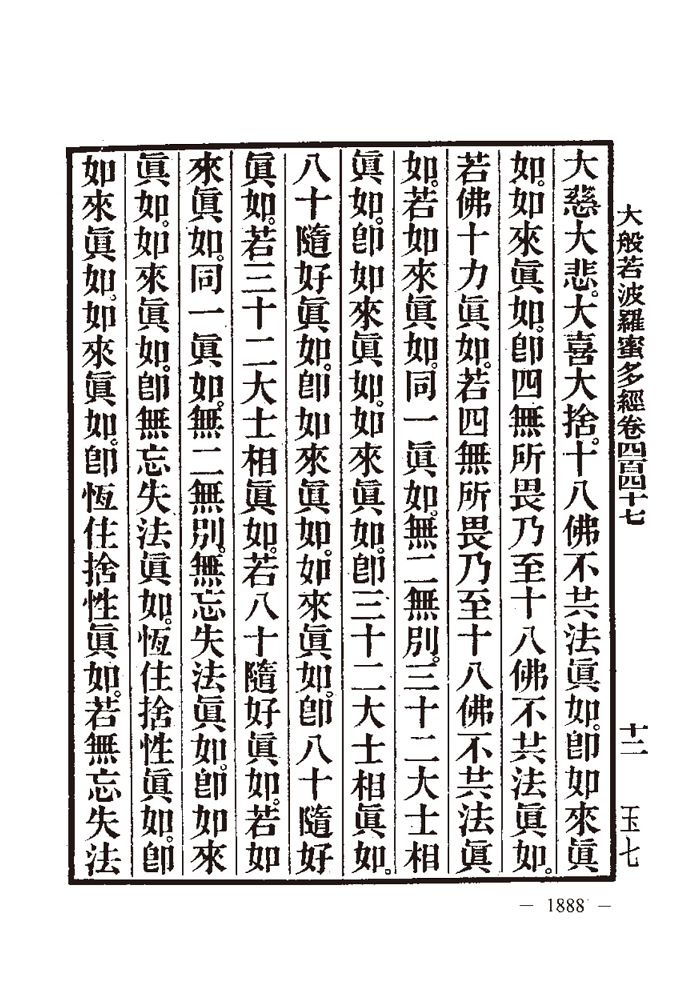 大般若波羅蜜多經卷四百四十七
十二
玉七
大慈大悲。大喜大捨。十八佛不共法眞如。卽如來眞
如。如來眞如。卽四無所畏乃至十八佛不共法眞如。
若佛十力眞如。若四無所畏乃至十八佛不共法眞
如。若如來眞如。同一眞如。無二無別。三十二大士相
眞如。卽如來眞如。如來眞如。卽三十二大士相眞如。
八十隨好眞如。卽如來眞如。如來眞如。卽八十隨好
眞如。若三十二大士相眞如。若八十隨好眞如。若如
來眞如。同一眞如。無二無別。無忘失法眞如。卽如來
眞如。如來眞如。卽無忘失法眞如。恆住捨性眞如。卽
如來眞如。如來眞如。卽恆住捨性眞如。若無忘失法
— 1888 —